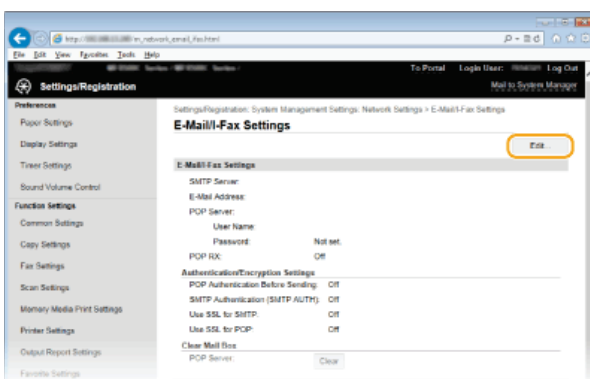 http://
m_network_email_fax.html
File Edit View Favorites Tools Help
To Portal Login User: Log Out
Settings/Registration
Mail to System Manager
Preferences
Paper Settings
Display Settings
Timer Settings
Sound Volume Control
Function Settings
Common Settings
Copy Settings
Fax Settings
Scan Settings
Memory Media Print Settings
Printer Settings
Output Report Settings
Favorite Settings
Settings/Registration: System Management Settings: Network Settings > E-Mail/I-Fax Settings
E-Mail/I-Fax Settings
Edit...
E-Mail/I-Fax Settings
SMTP Server:
E-Mail Address:
POP Server:
User Name:
Password: Not set.
POP RX: Off
Authentication/Encryption Settings
POP Authentication Before Sending: Off
SMTP Authentication (SMTP AUTH): Off
Use SSL for SMTP: Off
Use SSL for POP: Off
Clear Mail Box
POP Server: Clear